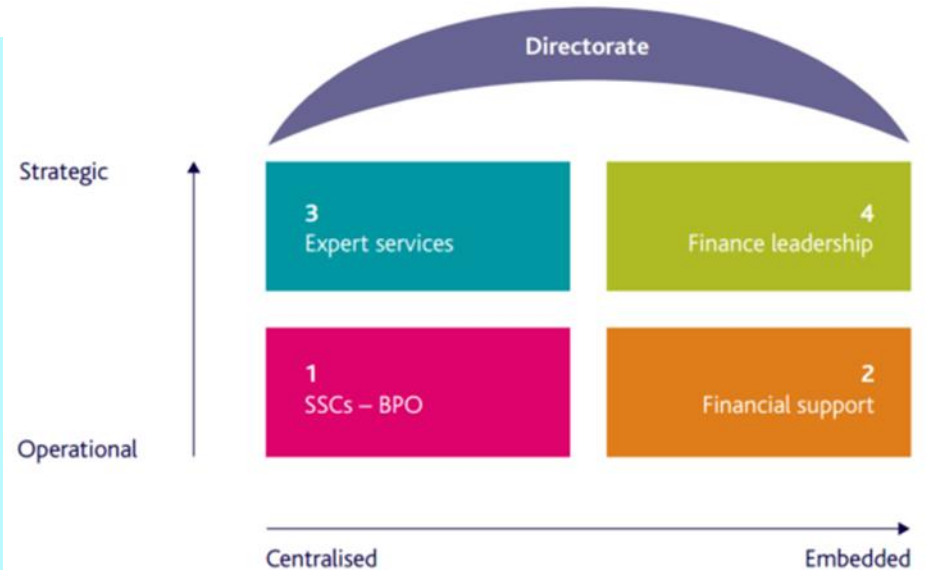 Directorate
Strategic
3
Expert services
4
Finance leadership
1
SSCs – BPO
2
Financial support
Operational
Centralised
Embedded